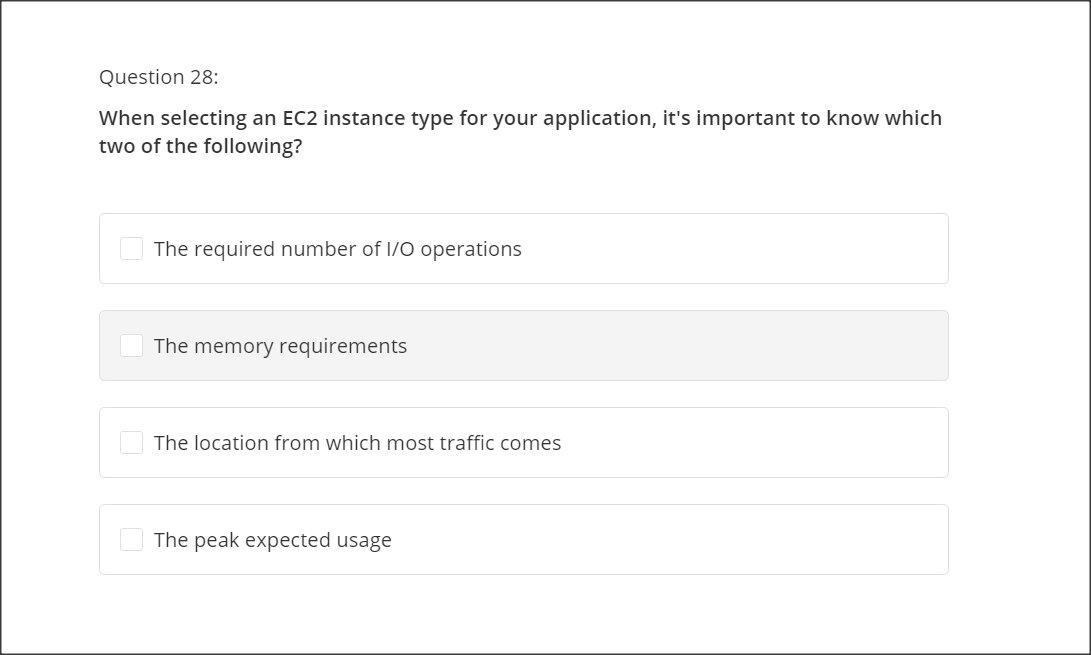 Question 28:
When selecting an EC2 instance type for your application, it's important to know which
two of the following?
The required number of I/O operations
The memory requirements
The location from which most traffic comes
The peak expected usage